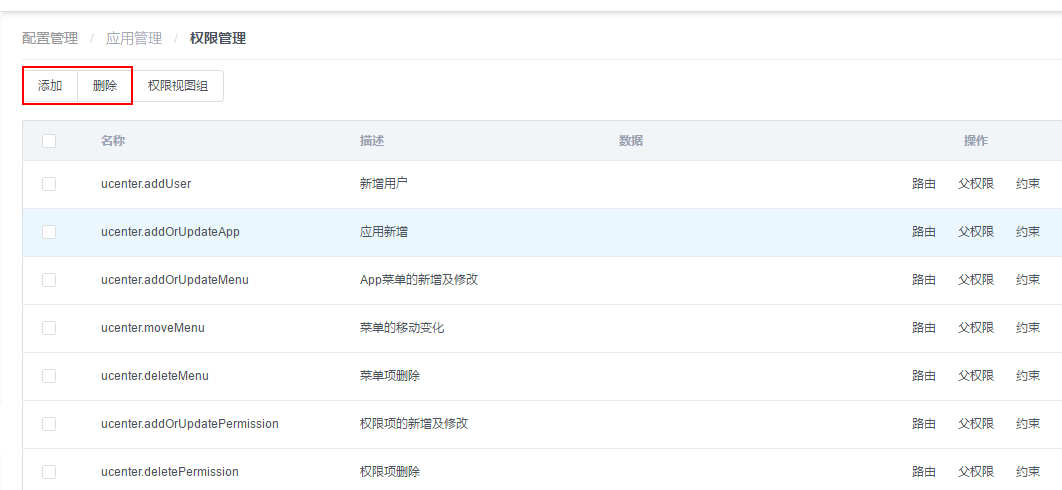 配置管理 / 应用管理 / 权限管理
添加 删除 权限视图组
名称 描述 数据 操作
ucenter.addUser 新增用户 路由 父权限 约束
ucenter.addOrUpdateApp 应用新增 路由 父权限 约束
ucenter.addOrUpdateMenu App菜单的新增及修改 路由 父权限 约束
ucenter.moveMenu 菜单的移动变化 路由 父权限 约束
ucenter.deleteMenu 菜单项删除 路由 父权限 约束
ucenter.addOrUpdatePermission 权限项的新增及修改 路由 父权限 约束
ucenter.deletePermission 权限项删除 路由 父权限 约束